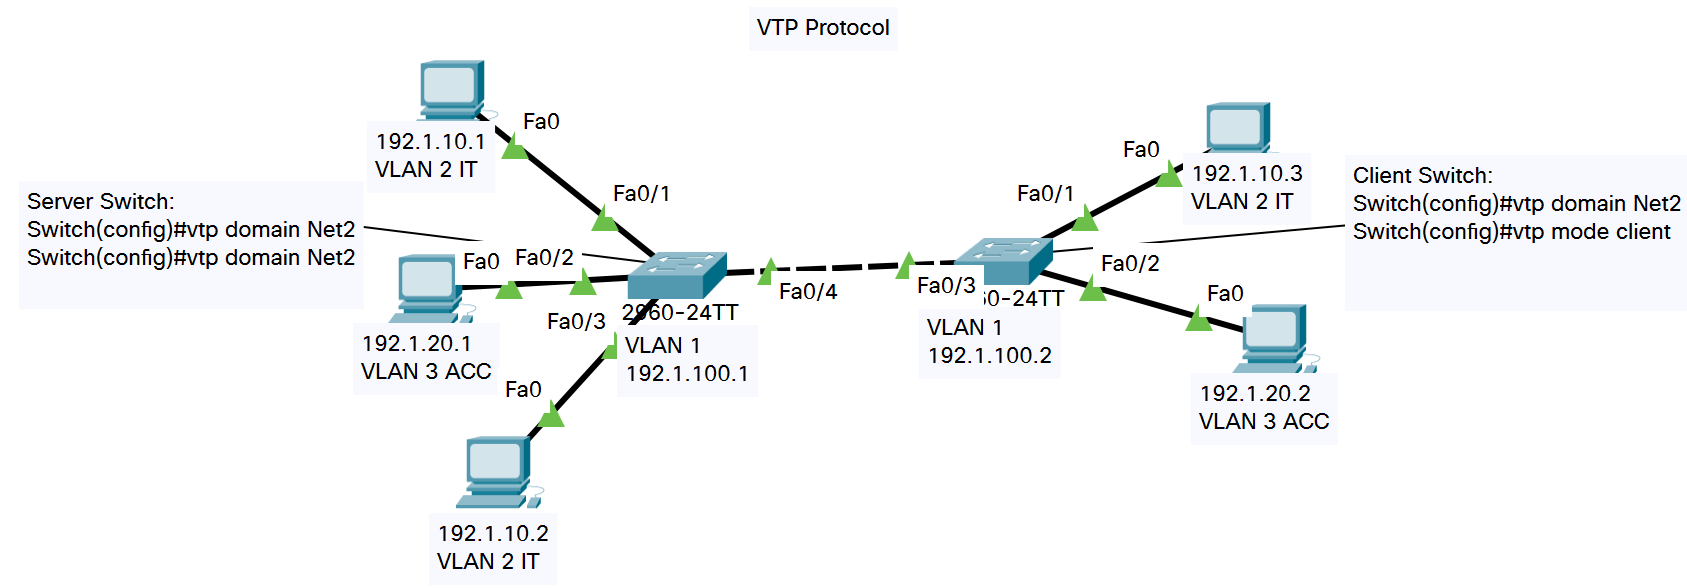 VTP Protocol
Fa0
192.1.10.1
VLAN 2 IT
Fa0/1
Server Switch:
Switch(config)#vtp domain Net2
Switch(config)#vtp domain Net2
Fa0
Fa0/2
192.1.20.1
VLAN 3 ACC
Fa0/3
2960-24TT
VLAN 1
192.1.100.1
Fa0
192.1.10.2
VLAN 2 IT
Fa0/4
Fa0/3
60-24TT
VLAN 1
192.1.100.2
Fa0/1
Fa0
192.1.10.3
VLAN 2 IT
Client Switch:
Switch(config)#vtp domain Net2
Switch(config)#vtp mode client
Fa0/2
Fa0
192.1.20.2
VLAN 3 ACC